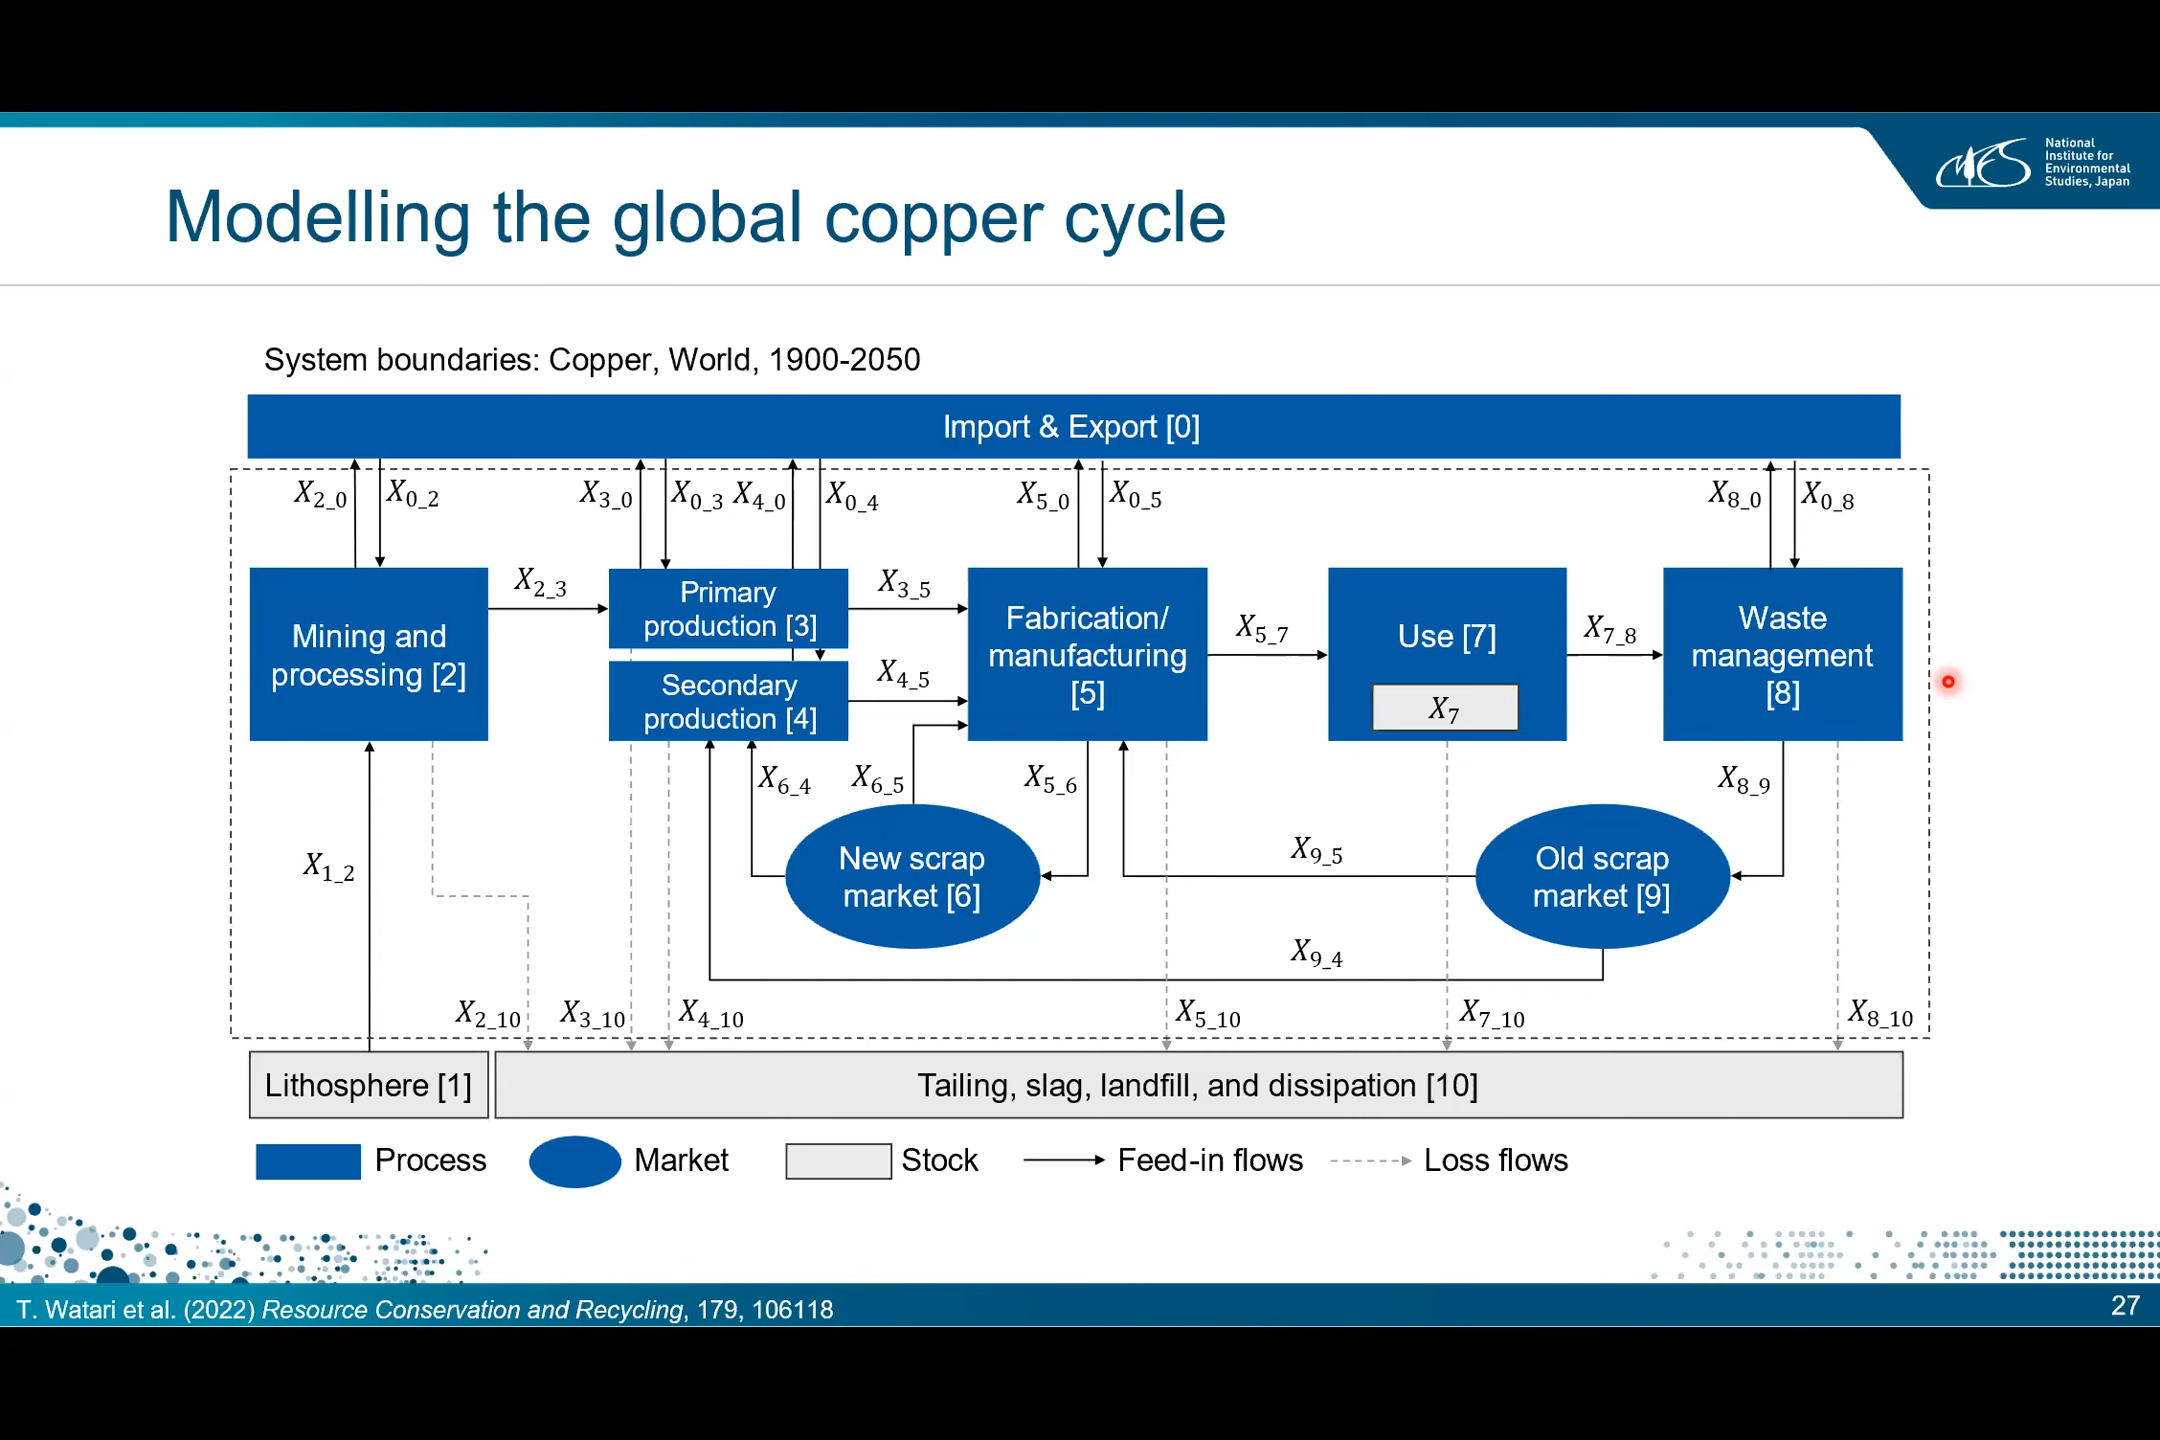 National
Institute for
Environmental
Studies, Japan
Modelling the global copper cycle
System boundaries: Copper, World, 1900-2050
Import & Export [0]
X2_0
X0_2
X3_0
X0_3
X4_0
X0_4
X5_0
X0_5
X8_0
X0_8
Mining and
processing [2]
X2_3
Primary
production [3]
Secondary
production [4]
X3_5
X4_5
Fabrication/
manufacturing
[5]
X5_7
Use [7]
X7
X7_8
Waste
management
[8]
X6_4
X6_5
X5_6
X8_9
X1_2
New scrap
market [6]
X9_5
Old scrap
market [9]
X9_4
X2_10
X3_10
X4_10
X5_10
X7_10
X8_10
Lithosphere [1]
Tailing, slag, landfill, and dissipation [10]
Process
Market
Stock
Feed-in flows
Loss flows
T. Watari et al. (2022) Resource Conservation and Recycling, 179, 106118
27